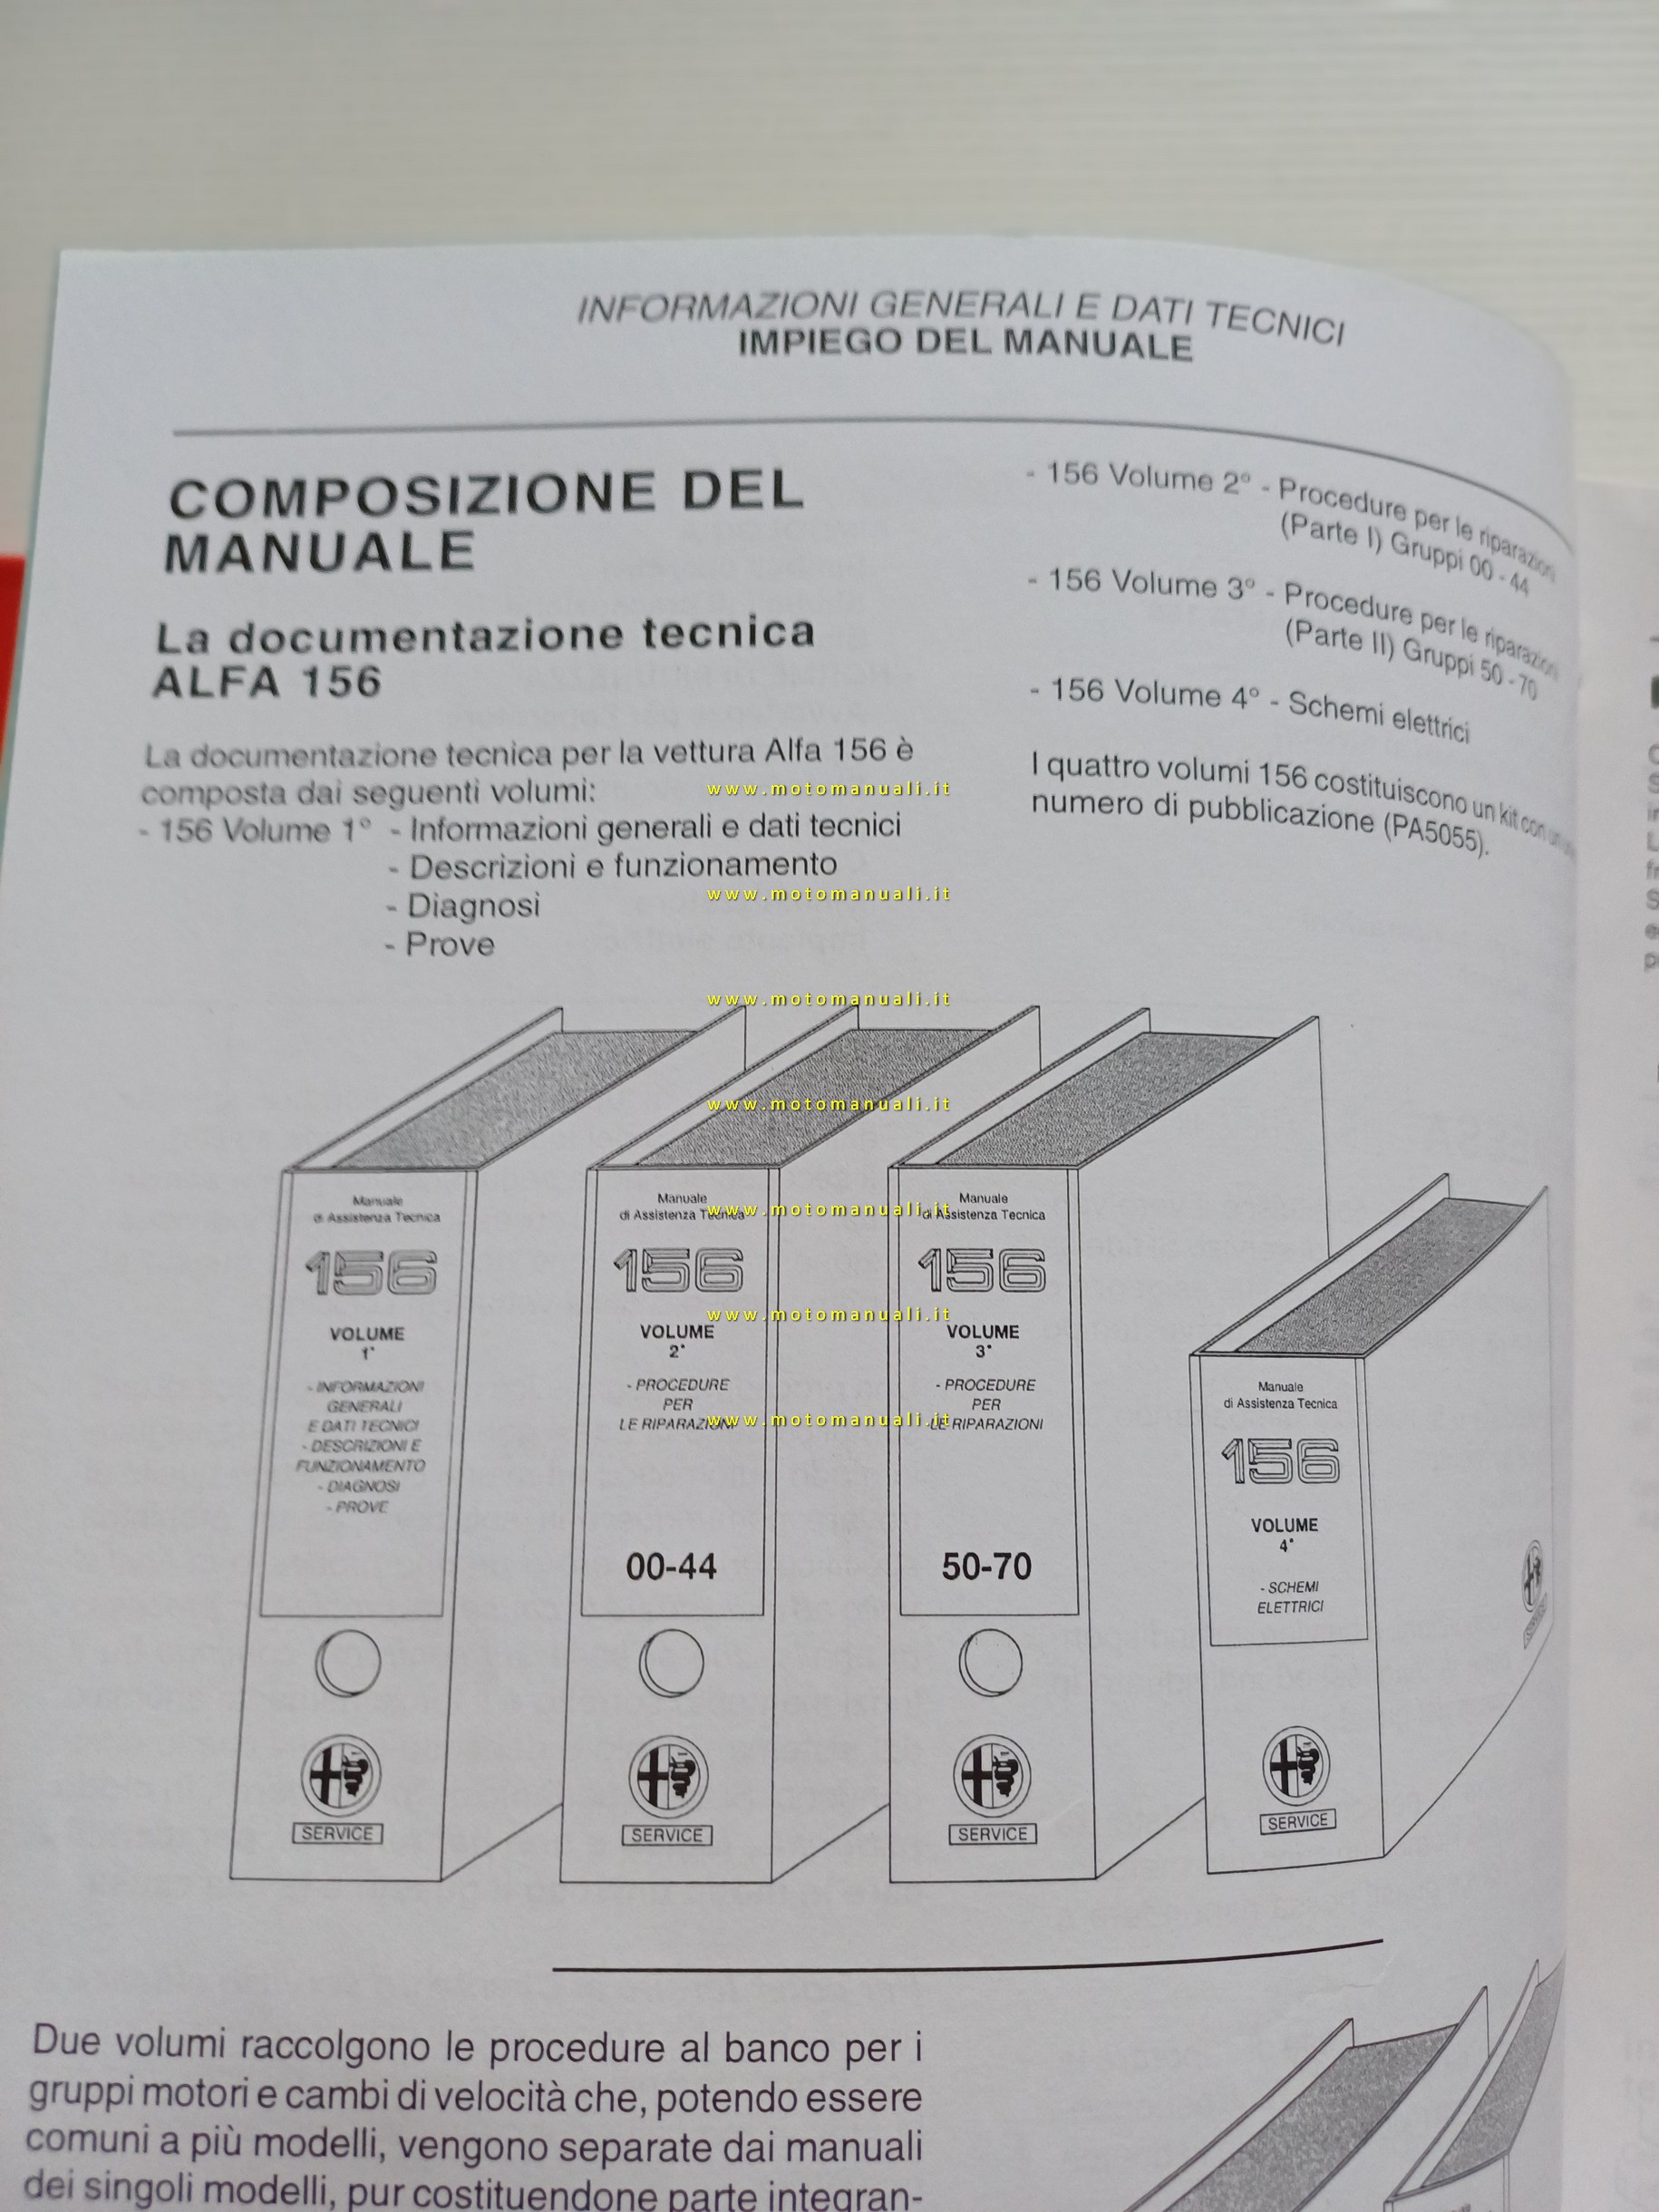 INFORMAZIONI GENERALI E DATI TECNICI
IMPIEGO DEL MANUALE
COMPOSIZIONE DEL
MANUALE
La documentazione tecnica
ALFA 156
La documentazione tecnica per la vettura Alfa 156 è
composta dai seguenti volumi:
- 156 Volume 1° - Informazioni generali e dati tecnici
- Descrizioni e funzionamento
- Diagnosi
- Prove
- 156 Volume 2° - Procedure per le riparazioni
(Parte I) Gruppi 00 - 44
- 156 Volume 3° - Procedure per le riparazioni
(Parte II) Gruppi 50 - 70
- 156 Volume 4° - Schemi elettrici
I quattro volumi 156 costituiscono un kit con
numero di pubblicazione (PA5055).
www.motomanuali.it
www.motomanuali.it
www.motomanuali.it
www.motomanuali.it
www.motomanuali.it
www.motomanuali.it
www.motomanuali.it
Manuale
di Assistenza Tecnica
156
VOLUME
1°
- INFORMAZIONI
GENERALI
E DATI TECNICI
- DESCRIZIONI E
FUNZIONAMENTO
- DIAGNOSI
- PROVE
SERVICE
Manuale
di Assistenza Tecnica
156
VOLUME
2°
- PROCEDURE
PER
LE RIPARAZIONI
00-44
SERVICE
Manuale
di Assistenza Tecnica
156
VOLUME
3°
- PROCEDURE
PER
LE RIPARAZIONI
50-70
SERVICE
Manuale
di Assistenza Tecnica
156
VOLUME
4°
- SCHEMI
ELETTRICI
SERVICE
SERVICE
Due volumi raccolgono le procedure al banco per i
gruppi motori e cambi di velocità che, potendo essere
comuni a più modelli, vengono separate dai manuali
dei singoli modelli, pur costituendone parte integran-